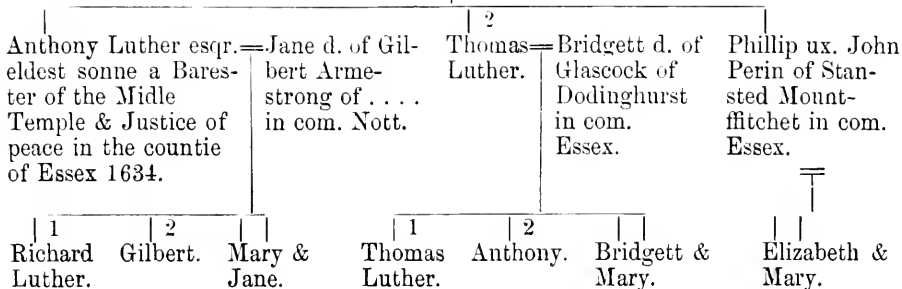 2
Anthony Luther esqr.=Jane d. of Gil-
eldest sonne a Bares-
ter of the Midle
Temple & Justice of
peace in the countie
of Essex 1634.
bert Arme-
strong of . . . .
in com. Nott.
Thomas=Bridgett d. of
Luther.
Glascock of
Dodinghurst
in com.
Essex.
Phillip ux. John
Perin of Stan-
sted Mount-
ffitchet in com.
Essex.
1
Richard
Luther.
2
Gilbert.
Mary &
Jane.
1
Thomas
Luther.
2
Anthony.
Bridgett &
Mary.
Elizabeth &
Mary.